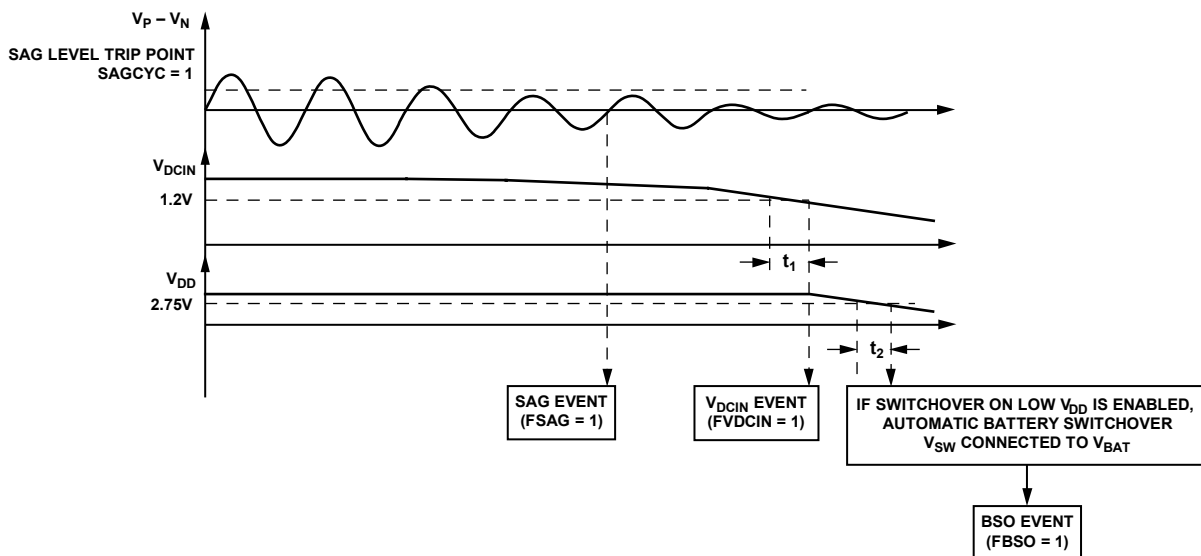 VP – VN
SAG LEVEL TRIP POINT
SAGCYC = 1
VDCIN
1.2V
t1
VDD
2.75V
t2
SAG EVENT
(FSAG = 1)
VDCIN EVENT
(FVDCIN = 1)
IF SWITCHOVER ON LOW VDD IS ENABLED,
AUTOMATIC BATTERY SWITCHOVER
VSW CONNECTED TO VBAT
BSO EVENT
(FBSO = 1)